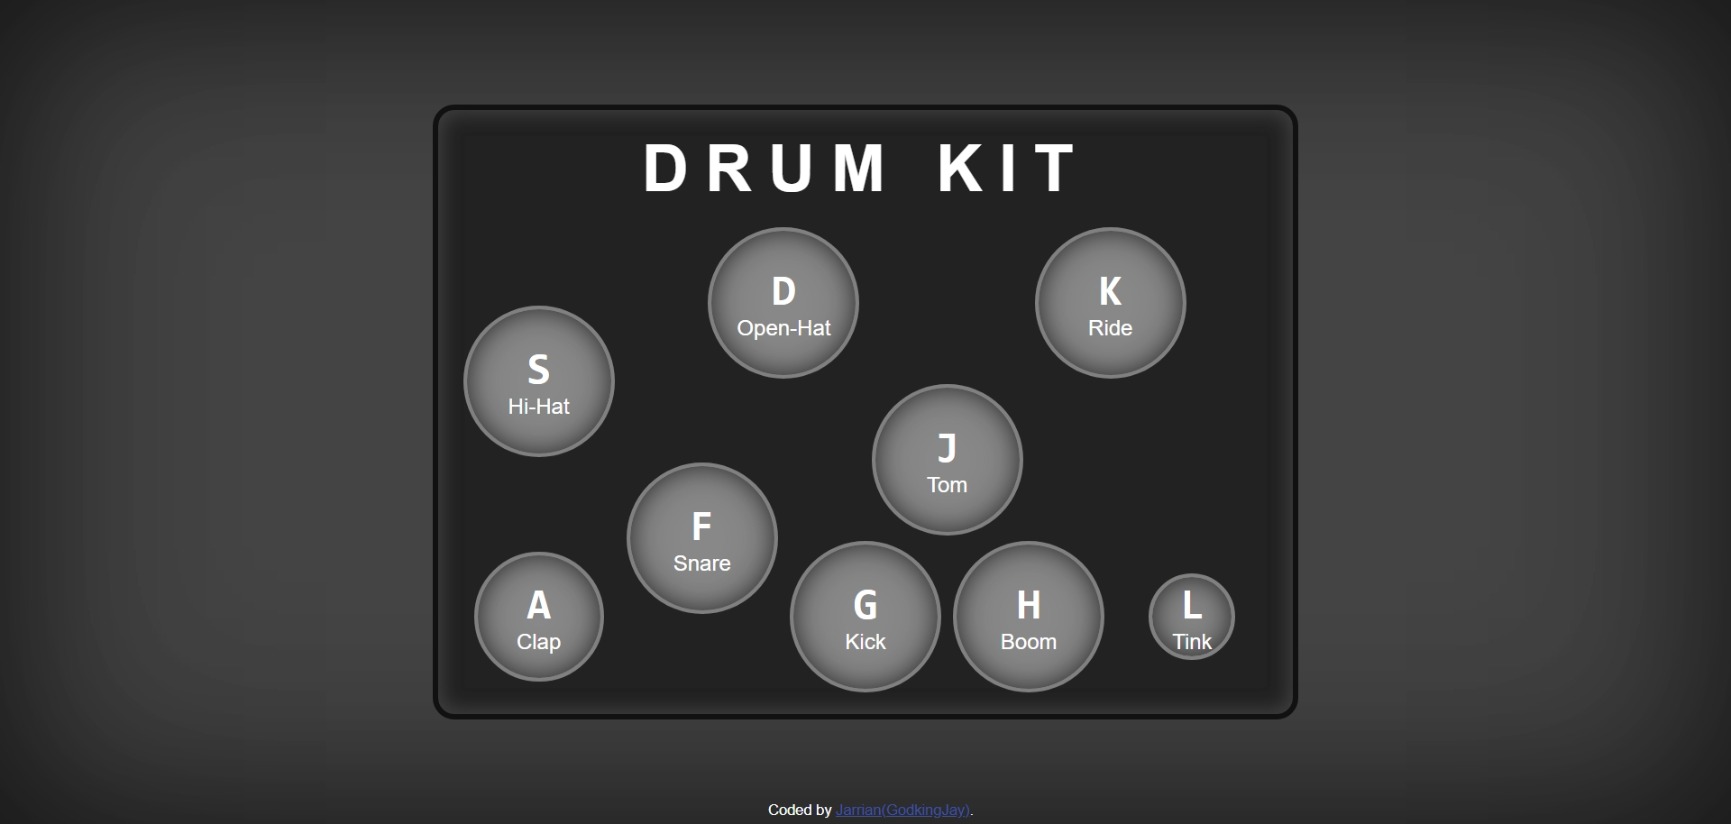 DRUM KIT
D
Open-Hat
K
Ride
S
Hi-Hat
J
Tom
F
Snare
A
Clap
G
Kick
H
Boom
L
Tink
Coded by Jarrian(GodkingJay).